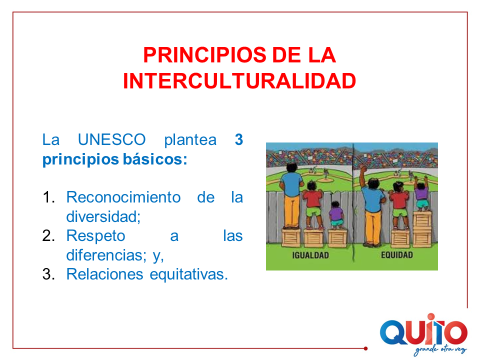 PRINCIPIOS DE LA
INTERCULTURALIDAD
La UNESCO plantea 3
principios básicos:
1. Reconocimiento de la
diversidad;
2. Respeto a las
diferencias; y,
3. Relaciones equitativas.
IGUALDAD
EQUIDAD
QUITO
grande otra vez